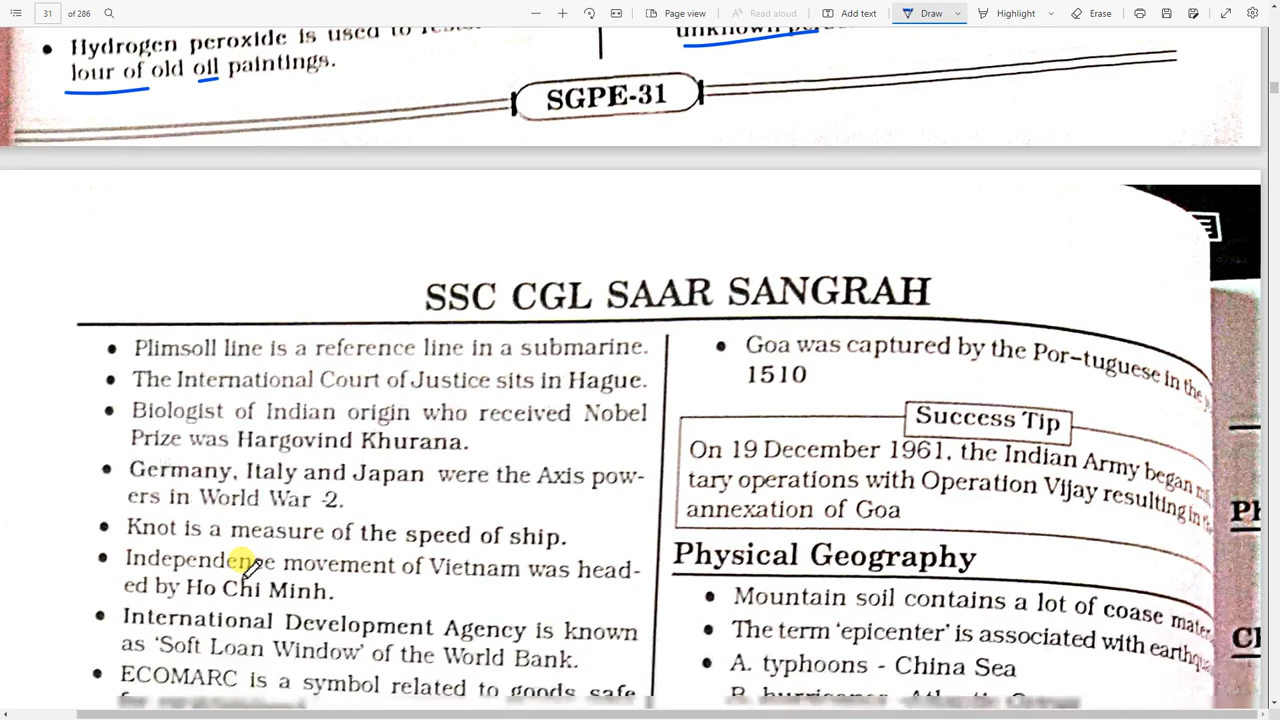 31 of 286
Page view
Read aloud
Add text
Draw
Highlight
Erase
Hydrogen peroxide is used to
lour of old oil paintings.
unknown
SGPE-31
SSC CGL SAAR SANGRAH
• Plimsoll line is a reference line in a submarine.
• The International Court of Justice sits in Hague.
• Biologist of Indian origin who received Nobel
Prize was Hargovind Khurana.
• Germany, Italy and Japan were the Axis pow-
ers in World War -2.
• Knot is a measure of the speed of ship.
• Independence movement of Vietnam was head-
ed by Ho Chi Minh.
• International Development Agency is known
as 'Soft Loan Window' of the World Bank.
• ECOMARC is a symbol related to goods safe
• Goa was captured by the Por-tuguese in the
1510
Success Tip
On 19 December 1961, the Indian Army began
tary operations with Operation Vijay resulting in
annexation of Goa
Physical Geography
• Mountain soil contains a lot of coase
• The term 'epicenter' is associated with
• A. typhoons - China Sea
B. hurricanes